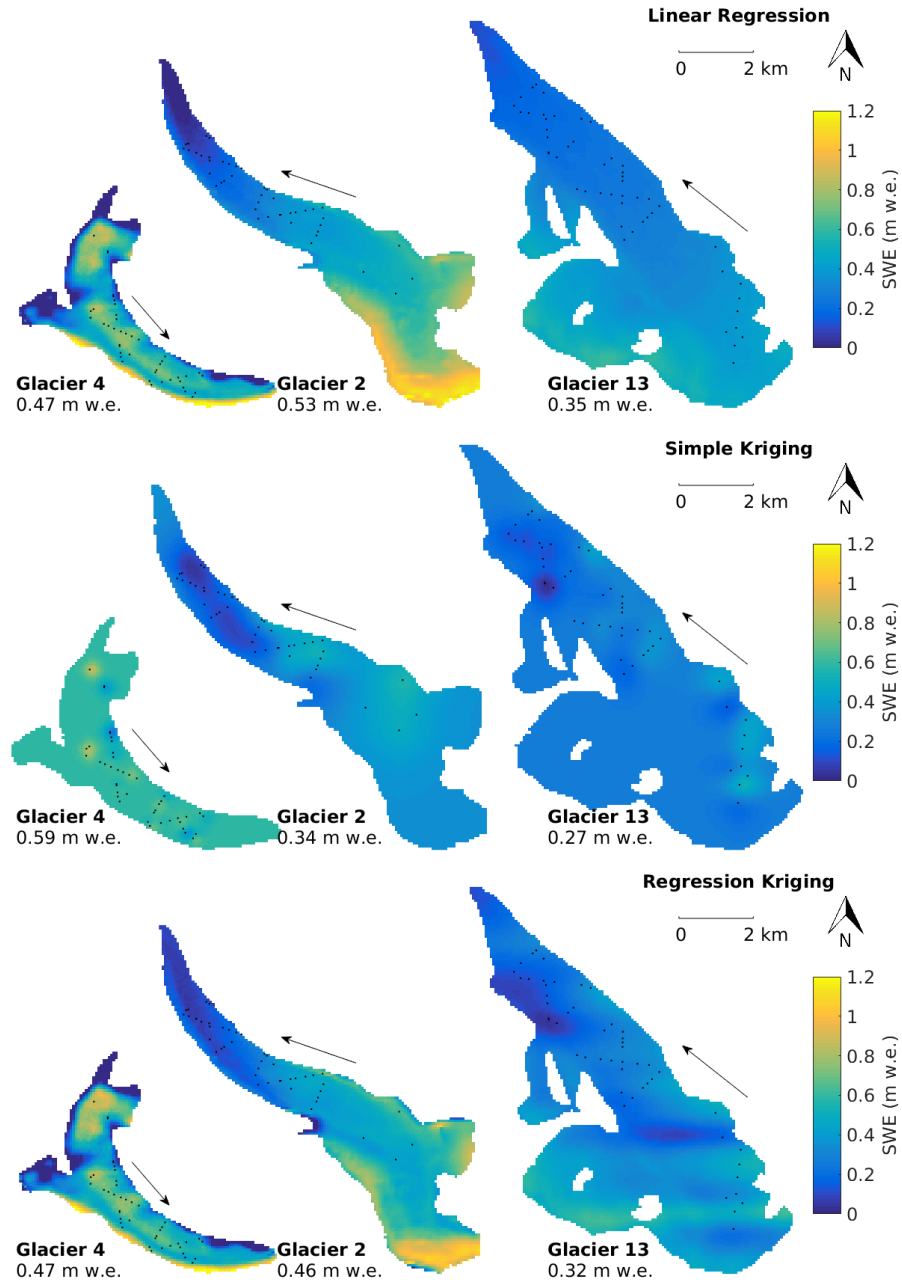 Linear Regression
0 2 km
N
1.2
1
0.8
0.6
0.4
0.2
0
SWE (m w.e.)
Glacier 4
0.47 m w.e.
Glacier 2
0.53 m w.e.
Glacier 13
0.35 m w.e.
Simple Kriging
0 2 km
N
1.2
1
0.8
0.6
0.4
0.2
0
SWE (m w.e.)
Glacier 4
0.59 m w.e.
Glacier 2
0.34 m w.e.
Glacier 13
0.27 m w.e.
Regression Kriging
0 2 km
N
1.2
1
0.8
0.6
0.4
0.2
0
SWE (m w.e.)
Glacier 4
0.47 m w.e.
Glacier 2
0.46 m w.e.
Glacier 13
0.32 m w.e.